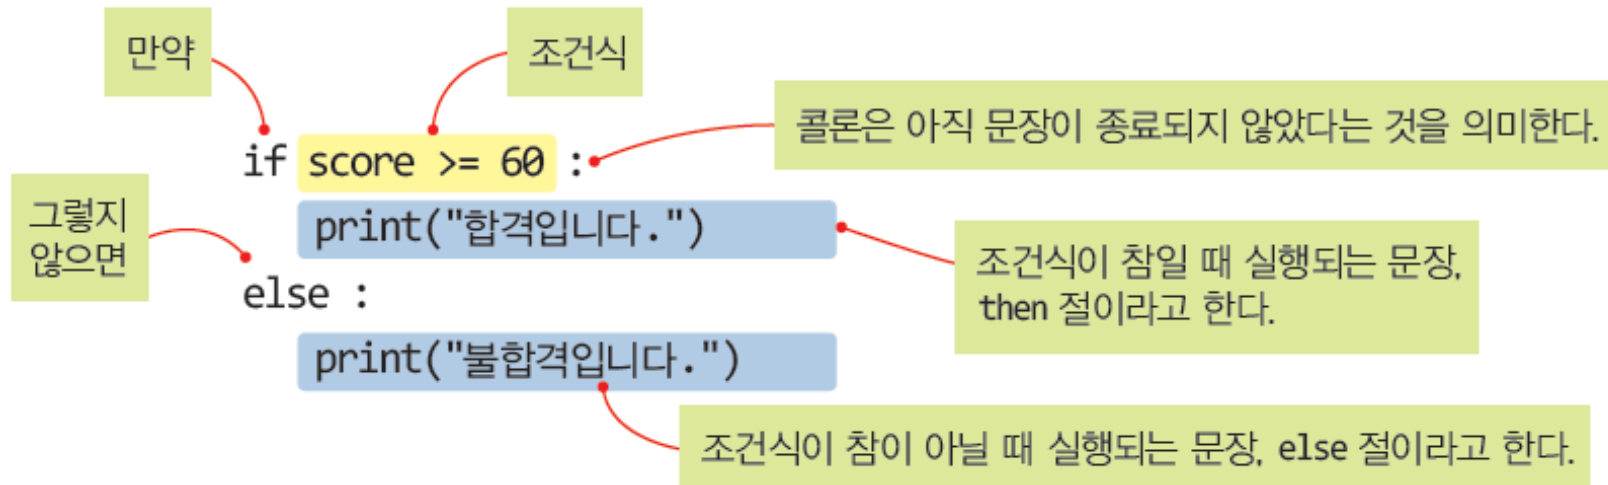 만약
조건식
콜론은 아직 문장이 종료되지 않았다는 것을 의미한다.
if score >= 60 :
그렇지
않으면
print("합격입니다.")
조건식이 참일 때 실행되는 문장,
then 절이라고 한다.
else :
print("불합격입니다.")
조건식이 참이 아닐 때 실행되는 문장, else 절이라고 한다.